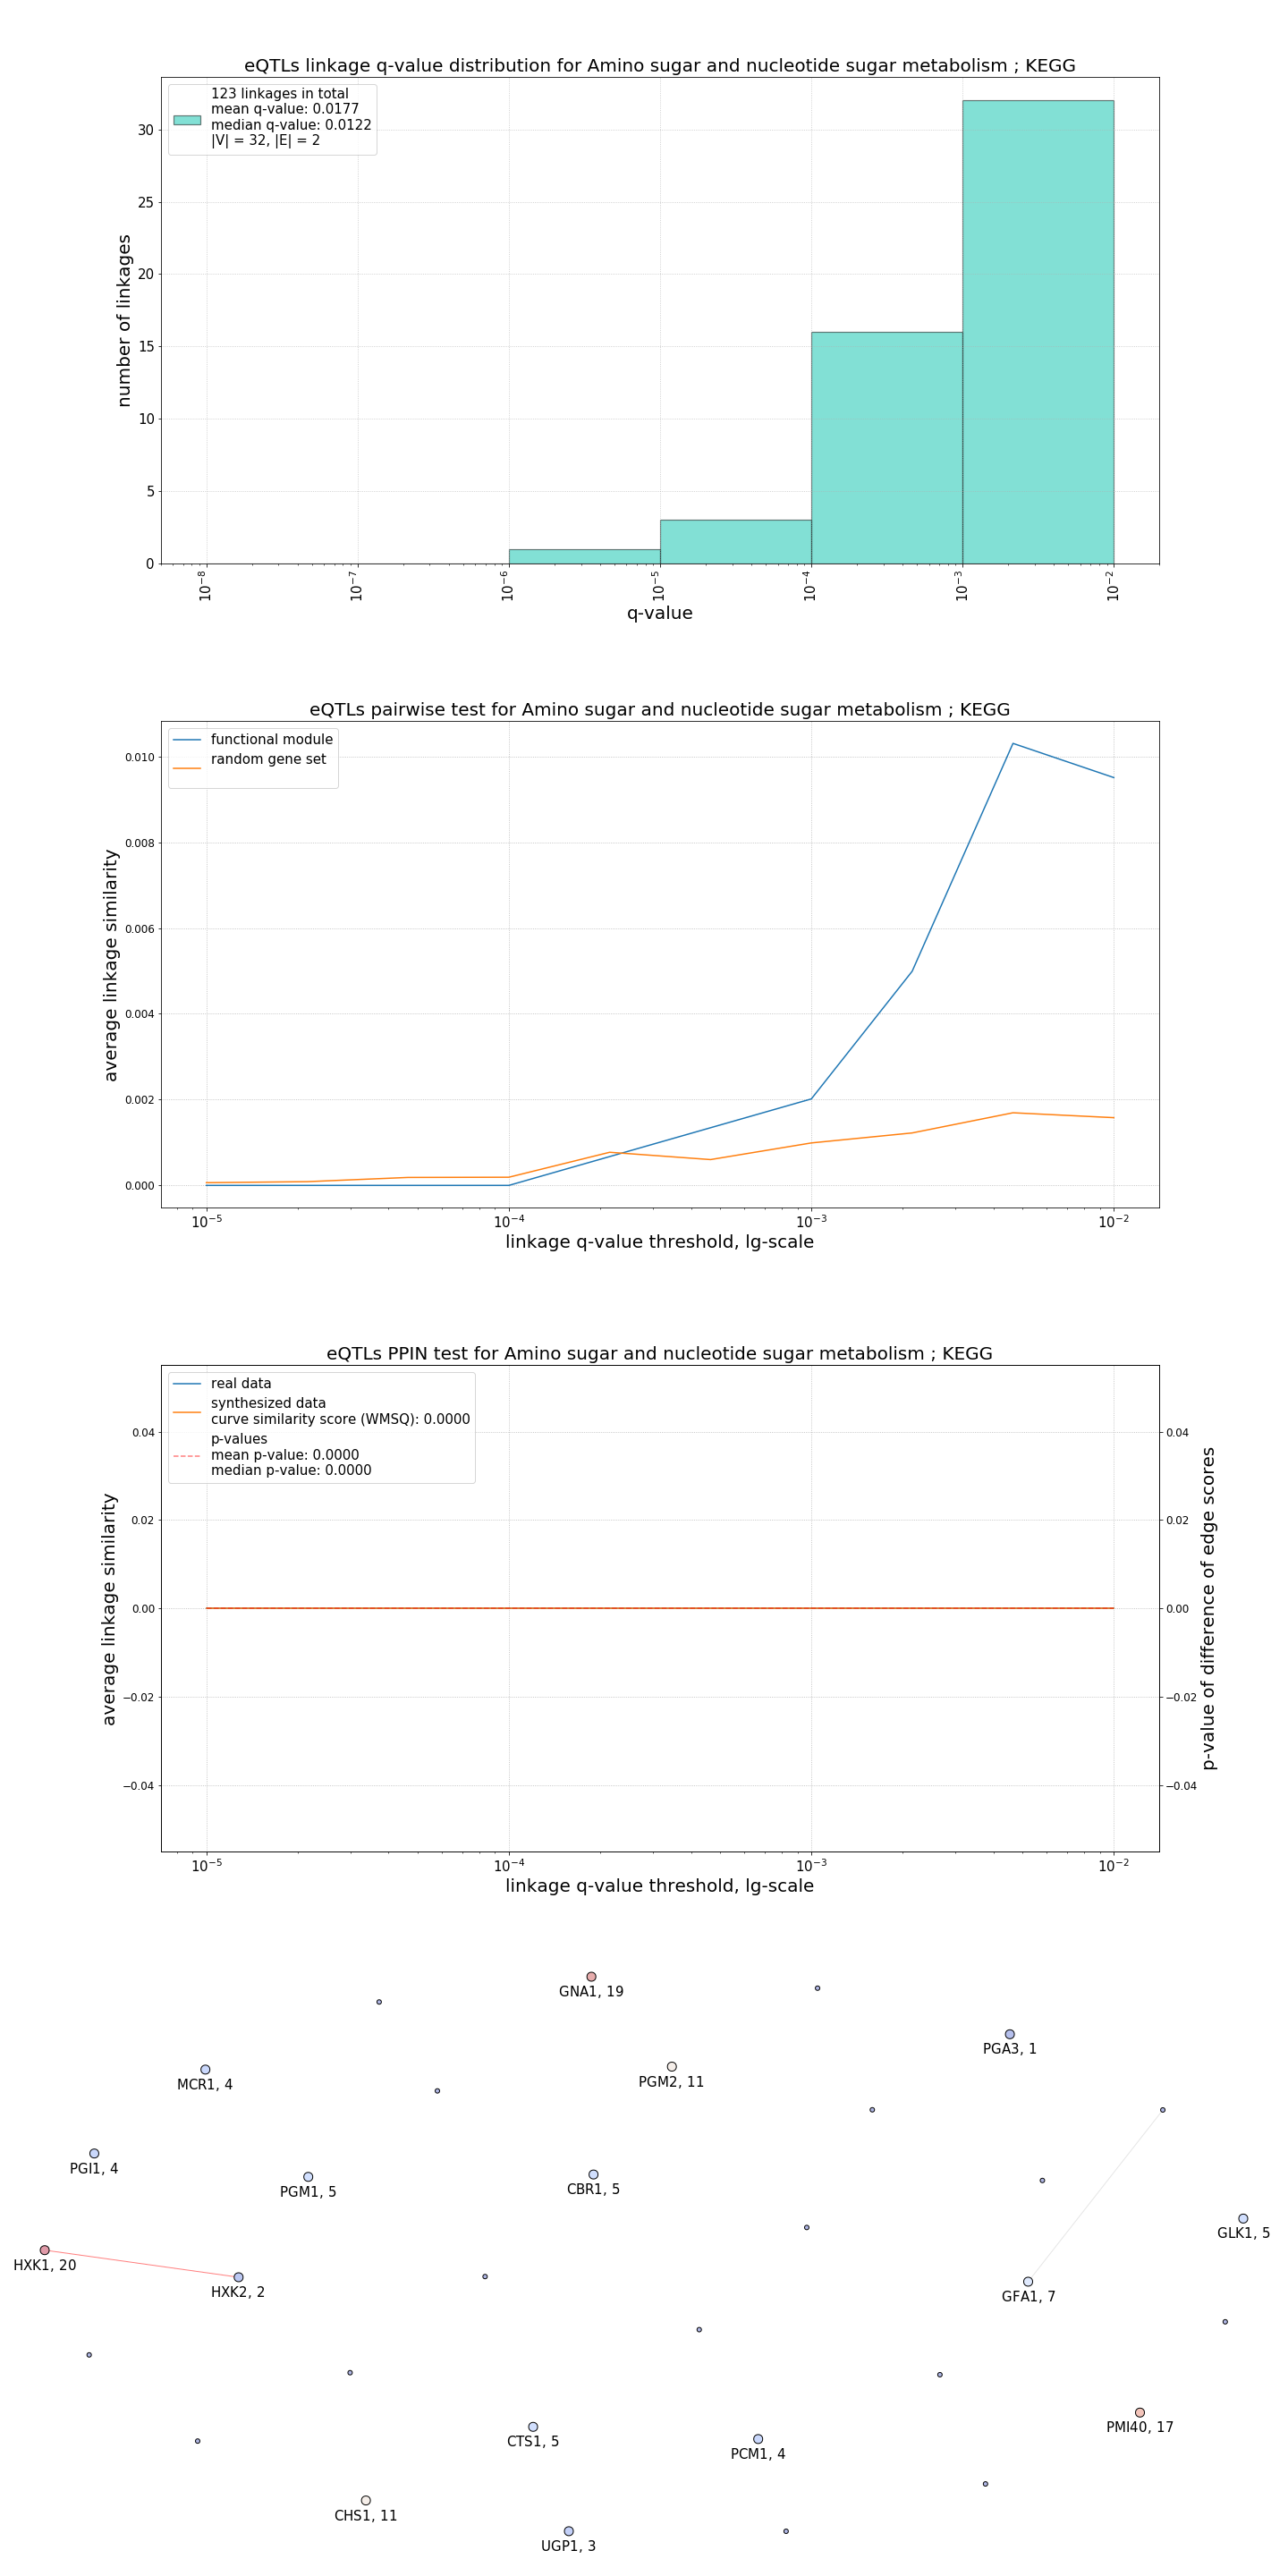 eQTLs linkage q-value distribution for Amino sugar and nucleotide sugar metabolism ; KEGG
123 linkages in total
mean q-value: 0.0177
median q-value: 0.0122
|V| = 32, |E| = 2
number of linkages
30
25
20
15
10
5
0
10⁻⁸
10⁻⁷
10⁻⁶
10⁻⁵
10⁻⁴
10⁻³
10⁻²
q-value
eQTLs pairwise test for Amino sugar and nucleotide sugar metabolism ; KEGG
functional module
random gene set
average linkage similarity
0.010
0.008
0.006
0.004
0.002
0.000
10⁻⁵
10⁻⁴
10⁻³
10⁻²
linkage q-value threshold, lg-scale
eQTLs PPIN test for Amino sugar and nucleotide sugar metabolism ; KEGG
real data
synthesized data
curve similarity score (WMSQ): 0.0000
p-values
mean p-value: 0.0000
median p-value: 0.0000
average linkage similarity
0.04
0.02
0.00
−0.02
−0.04
0.04
0.02
0.00
−0.02
−0.04
p-value of difference of edge scores
10⁻⁵
10⁻⁴
10⁻³
10⁻²
linkage q-value threshold, lg-scale
GNA1, 19
PGA3, 1
MCR1, 4
PGM2, 11
PGI1, 4
PGM1, 5
CBR1, 5
GLK1, 5
HXK1, 20
HXK2, 2
GFA1, 7
PMI40, 17
CTS1, 5
PCM1, 4
CHS1, 11
UGP1, 3